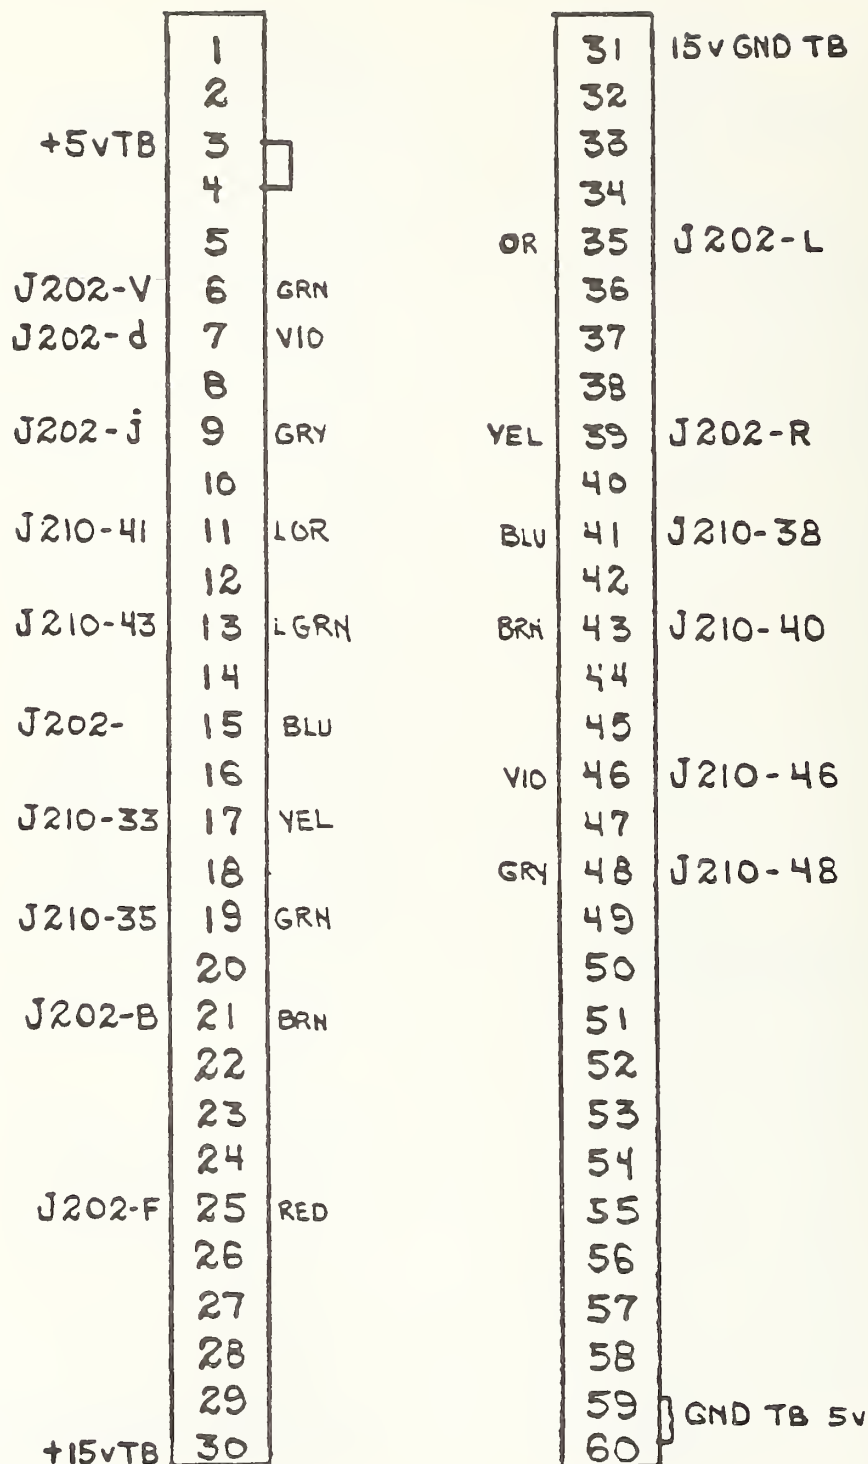 1
2
+5vTB 3
4
5
J202-V 6 GRN
J202-d 7 VIO
8
J202-j 9 GRY
10
J210-41 11 LOR
12
J210-43 13 LGRN
14
J202- 15 BLU
16
J210-33 17 YEL
18
J210-35 19 GRN
20
J202-B 21 BRN
22
23
24
J202-F 25 RED
26
27
28
29
+15vTB 30
31 15v GND TB
32
33
34
OR 35 J202-L
36
37
38
YEL 39 J202-R
40
BLU 41 J210-38
42
BRN 43 J210-40
44
45
VIO 46 J210-46
47
GRY 48 J210-48
49
50
51
52
53
54
55
56
57
58
59 GND TB 5v
60